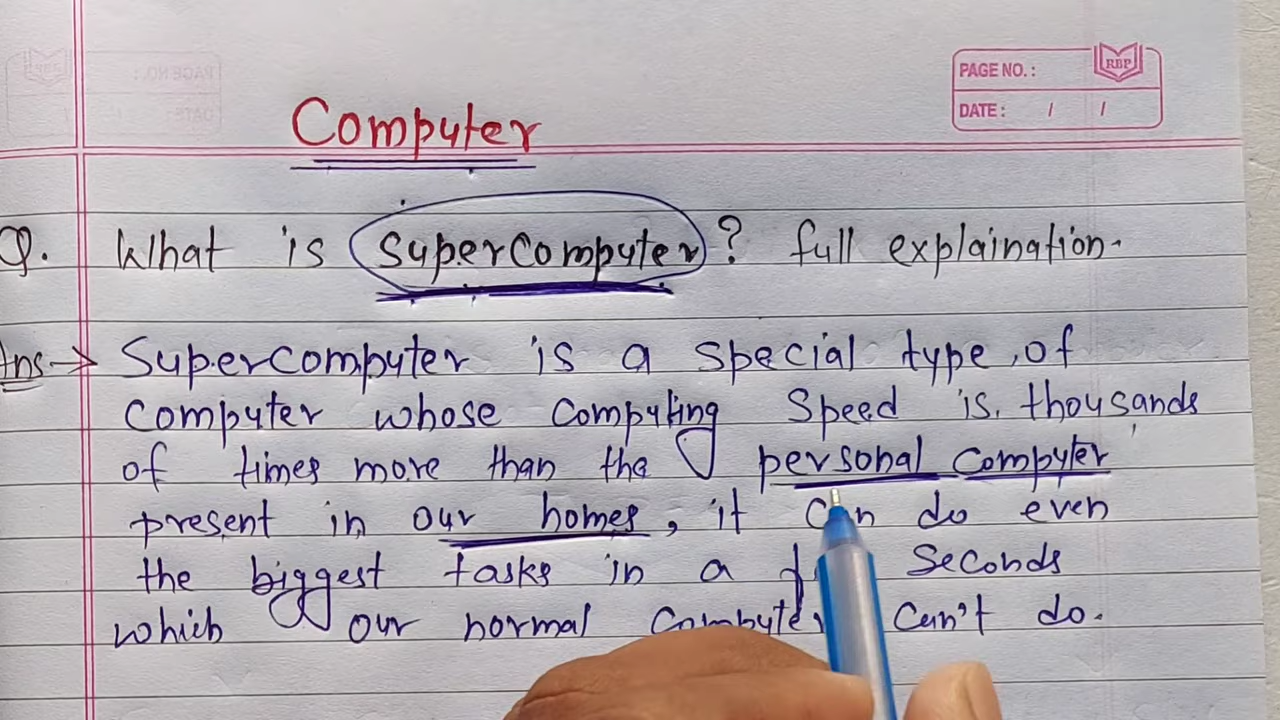 PAGE NO. :
RBP
DATE : / /
Computer
Q. What is Supercomputer? full explaination.
Ans → Supercomputer is a special type of
Computer whose Computing Speed is thousands
of times more than the personal Computer
present in our homes, it can do even
the biggest tasks in a Seconds
which our normal Computer Can't do.